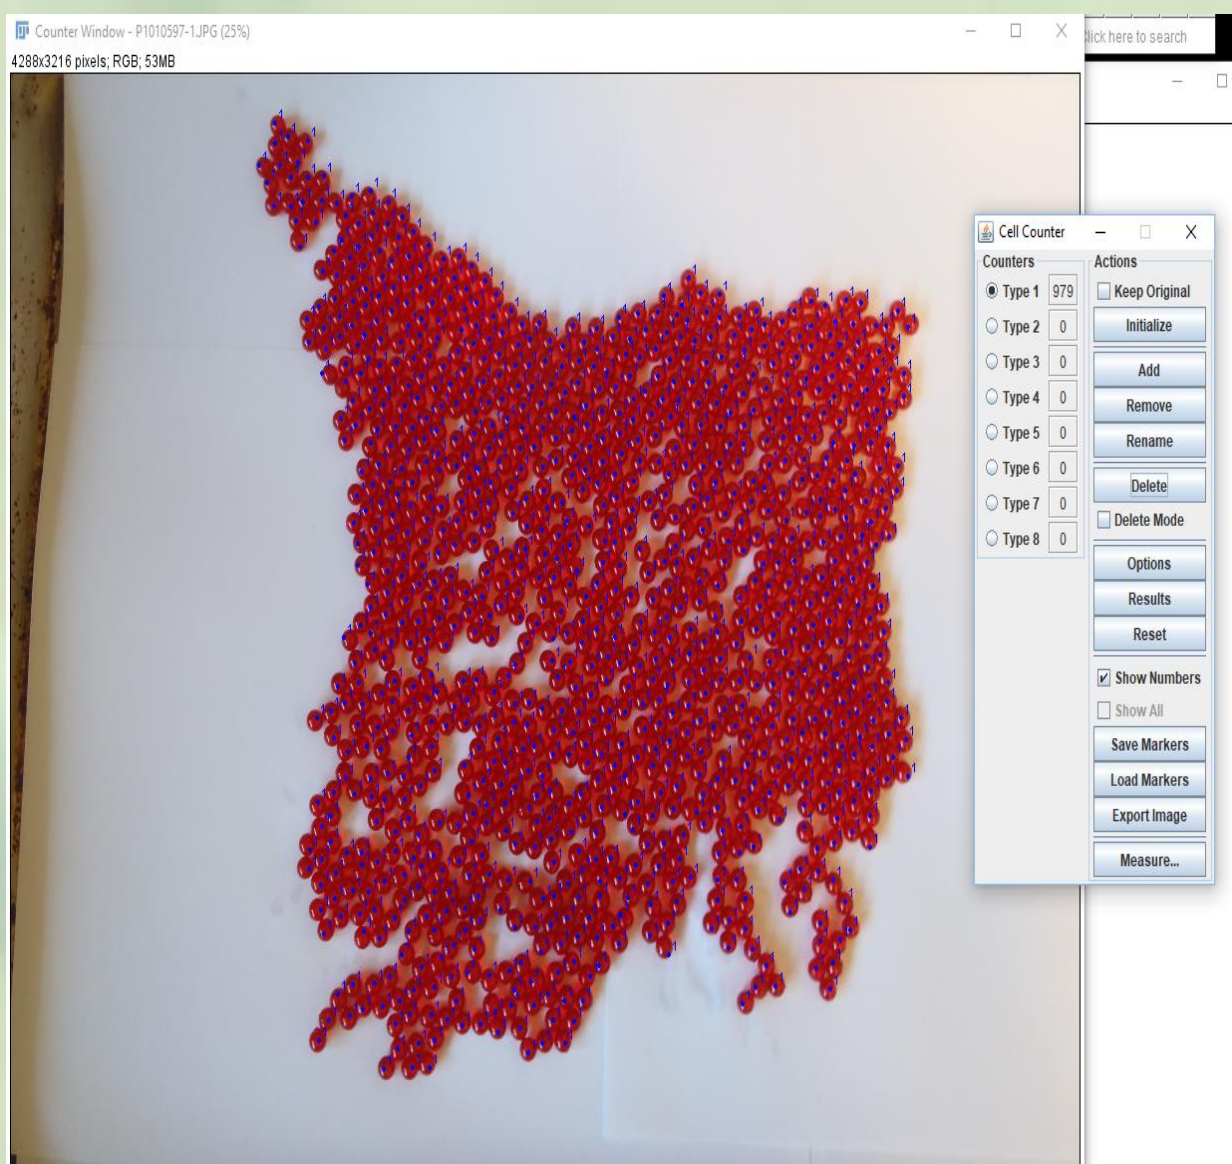 Counter Window - P1010597-1.JPG (25%)
Click here to search
4288x3216 pixels; RGB; 53MB
Cell Counter
Counters
Type 1 979
Type 2 0
Type 3 0
Type 4 0
Type 5 0
Type 6 0
Type 7 0
Type 8 0
Actions
Keep Original
Initialize
Add
Remove
Rename
Delete
Delete Mode
Options
Results
Reset
Show Numbers
Show All
Save Markers
Load Markers
Export Image
Measure...